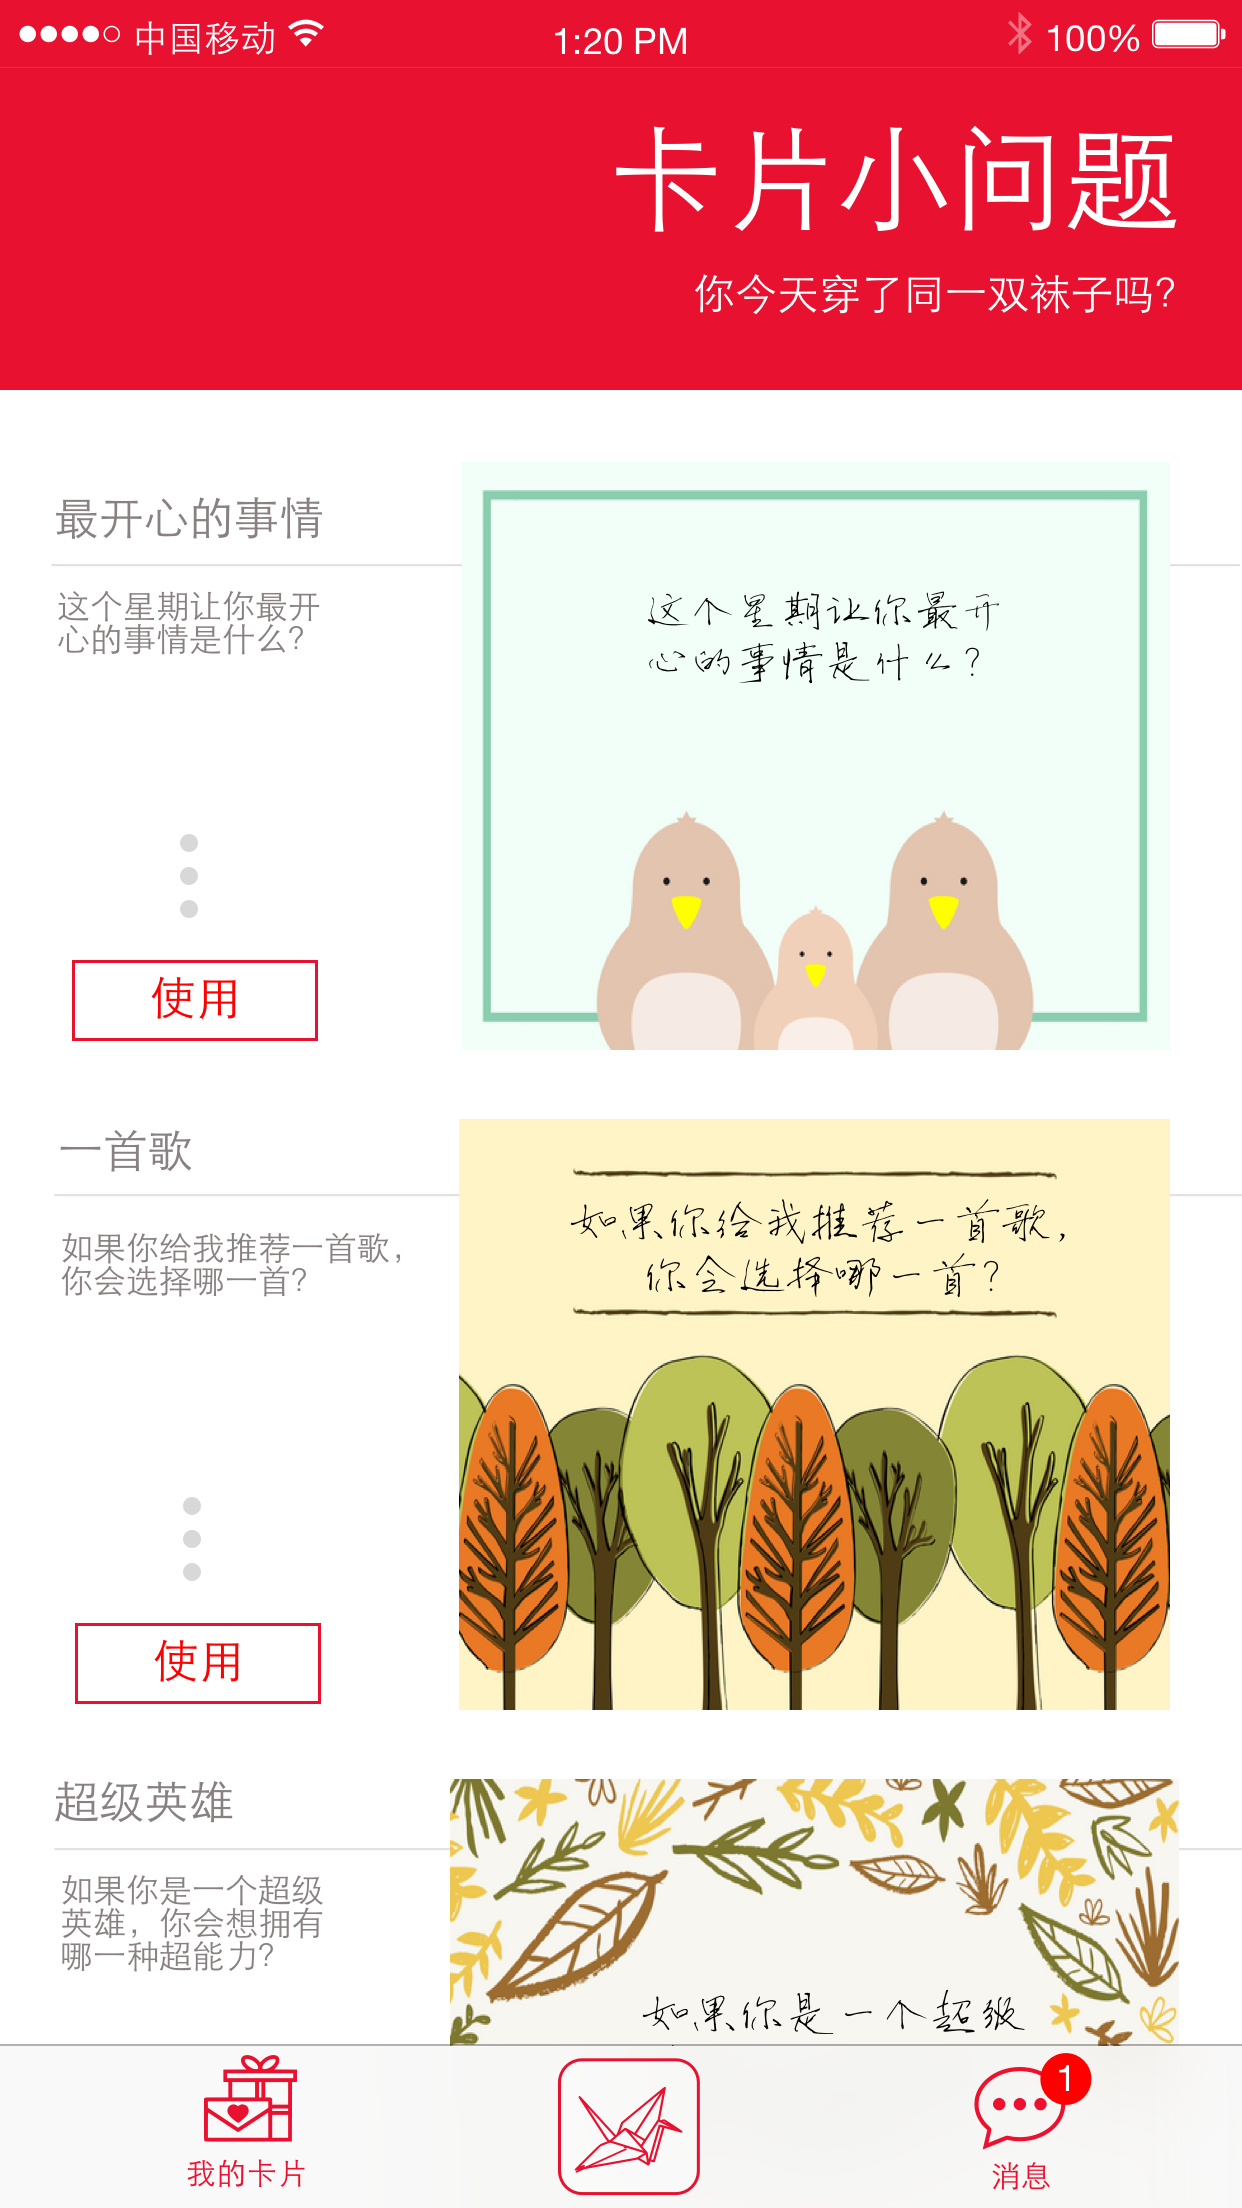 中国移动
1:20 PM
100%
卡片小问题
你今天穿了同一双袜子吗?
最开心的事情
这个星期让你最开
心的事情是什么?
使用
这个星期让你最开
心的事情是什么?
一首歌
如果你给我推荐一首歌,
你会选择哪一首?
使用
如果你给我推荐一首歌,
你会选择哪一首?
超级英雄
如果你是一个超级
英雄，你会想拥有
哪一种超能力?
如果你是一个超级
我的卡片
1
消息